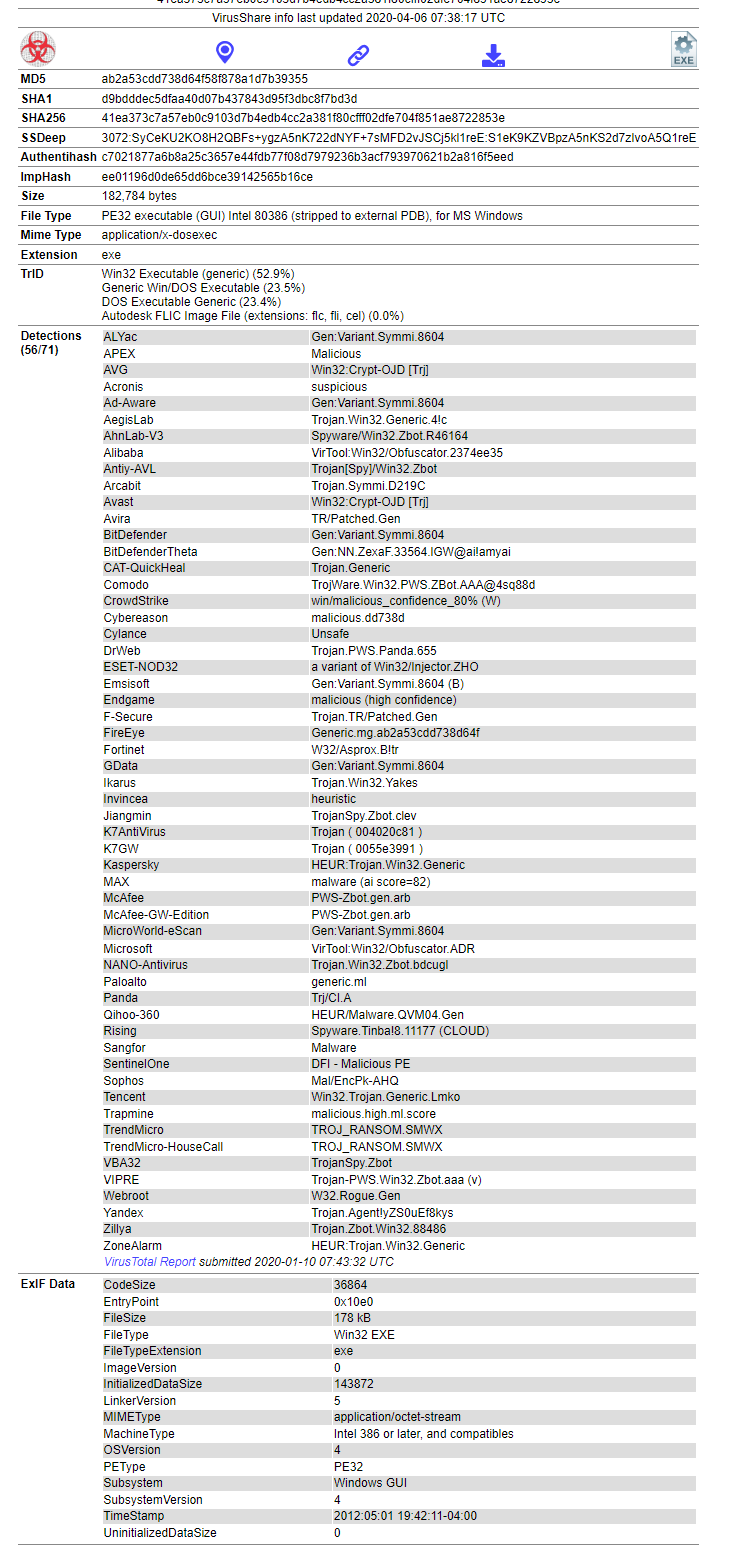 VirusShare info last updated 2020-04-06 07:38:17 UTC
EXE
MD5 ab2a53cdd738d64f58f878a1d7b39355
SHA1 d9bdddec5dfaa40d07b437843d95f3dbc8f7bd3d
SHA256 41ea373c7a57eb0c9103d7b4edb4cc2a381f80cfff02dfe704f851ae8722853e
SSDeep 3072:SyCeKU2KO8H2QBFs+ygzA5nK722dNYF+7sMFD2vJSCj5kl1reE:S1eK9KZVBpzA5nKS2d7zlvoA5Q1reE
Authentihash c7021877a6b8a25c3657e44fdb77f08d7979236b3acf793970621b2a816f5eed
ImpHash ee01196d0de65dd6bce39142565b16ce
Size 182,784 bytes
File Type PE32 executable (GUI) Intel 80386 (stripped to external PDB), for MS Windows
Mime Type application/x-dosexec
Extension exe
TrID Win32 Executable (generic) (52.9%)
Generic Win/DOS Executable (23.5%)
DOS Executable Generic (23.4%)
Autodesk FLIC Image File (extensions: flc, fli, cel) (0.0%)
Detections ALYac Gen:Variant.Symmi.8604
(56/71) APEX Malicious
AVG Win32:Crypt-OJD [Trj]
Acronis suspicious
Ad-Aware Gen:Variant.Symmi.8604
AegisLab Trojan.Win32.Generic.4!c
AhnLab-V3 Spyware/Win32.Zbot.R46164
Alibaba VirTool:Win32/Obfuscator.2374ee35
Antiy-AVL Trojan[Spy]/Win32.Zbot
Arcabit Trojan.Symmi.D219C
Avast Win32:Crypt-OJD [Trj]
Avira TR/Patched.Gen
BitDefender Gen:Variant.Symmi.8604
BitDefenderTheta Gen:NN.ZexaF.33564.lGW@ai!amyai
CAT-QuickHeal Trojan.Generic
Comodo TrojWare.Win32.PWS.ZBot.AAA@4sq88d
CrowdStrike win/malicious_confidence_80% (W)
Cybereason malicious.dd738d
Cylance Unsafe
DrWeb Trojan.PWS.Panda.655
ESET-NOD32 a variant of Win32/Injector.ZHO
Emsisoft Gen:Variant.Symmi.8604 (B)
Endgame malicious (high confidence)
F-Secure Trojan.TR/Patched.Gen
FireEye Generic.mg.ab2a53cdd738d64f
Fortinet W32/Asprox.B!tr
GData Gen:Variant.Symmi.8604
Ikarus Trojan.Win32.Yakes
Invincea heuristic
Jiangmin TrojanSpy.Zbot.clev
K7AntiVirus Trojan ( 004020c81 )
K7GW Trojan ( 0055e3991 )
Kaspersky HEUR:Trojan.Win32.Generic
MAX malware (ai score=82)
McAfee PWS-Zbot.gen.arb
McAfee-GW-Edition PWS-Zbot.gen.arb
MicroWorld-eScan Gen:Variant.Symmi.8604
Microsoft VirTool:Win32/Obfuscator.ADR
NANO-Antivirus Trojan.Win32.Zbot.bdcugl
Paloalto generic.ml
Panda Trj/CI.A
Qihoo-360 HEUR/Malware.QVM04.Gen
Rising Spyware.Tinba!8.11177 (CLOUD)
Sangfor Malware
SentinelOne DFI - Malicious PE
Sophos Mal/EncPk-AHQ
Tencent Win32.Trojan.Generic.Lmko
Trapmine malicious.high.ml.score
TrendMicro TROJ_RANSOM.SMWX
TrendMicro-HouseCall TROJ_RANSOM.SMWX
VBA32 TrojanSpy.Zbot
VIPRE Trojan-PWS.Win32.Zbot.aaa (v)
Webroot W32.Rogue.Gen
Yandex Trojan.Agent!yZS0uEf8kys
Zillya Trojan.Zbot.Win32.88486
ZoneAlarm HEUR:Trojan.Win32.Generic
VirusTotal Report submitted 2020-01-10 07:43:32 UTC
ExIF Data CodeSize 36864
EntryPoint 0x10e0
FileSize 178 kB
FileType Win32 EXE
FileTypeExtension exe
ImageVersion 0
InitializedDataSize 143872
LinkerVersion 5
MIMEType application/octet-stream
MachineType Intel 386 or later, and compatibles
OSVersion 4
PEType PE32
Subsystem Windows GUI
SubsystemVersion 4
TimeStamp 2012:05:01 19:42:11-04:00
UninitializedDataSize 0